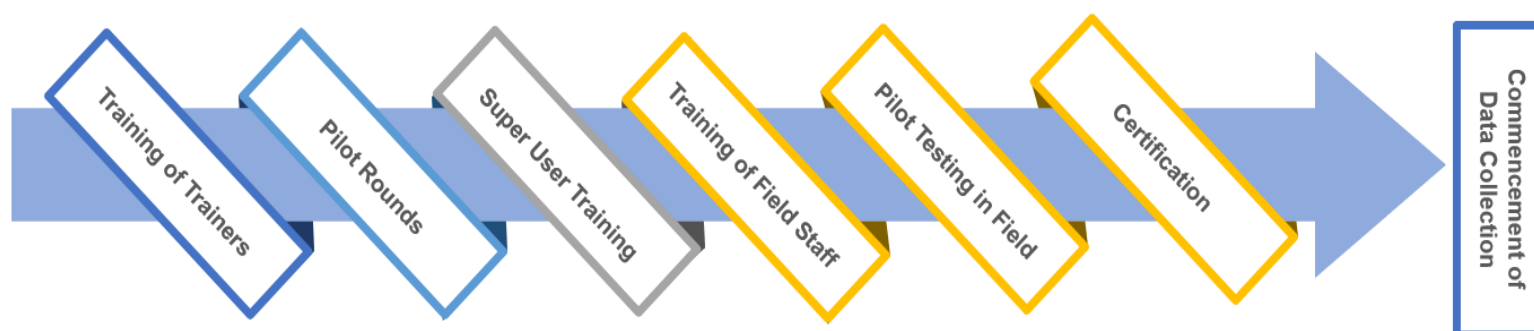 Training of Trainers
Pilot Rounds
Super User Training
Training of Field Staff
Pilot Testing in Field
Certification
Commencement of
Data Collection